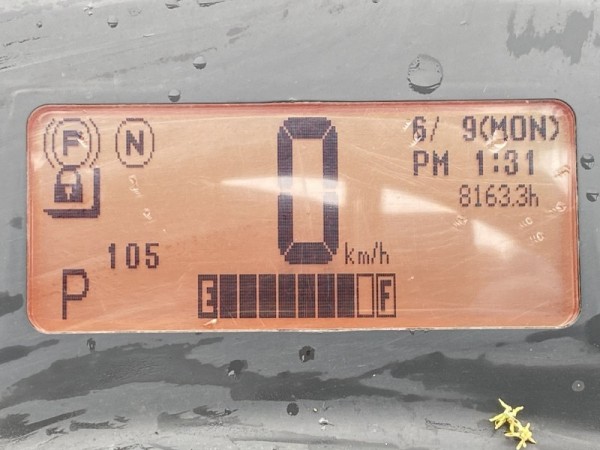 P N
6/ 9(MON)
PM 1:31
8163.3h
0 km/h
105
P
E F